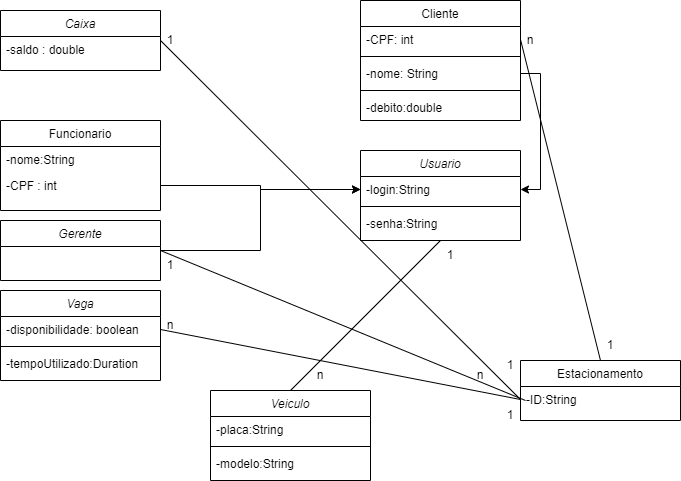 Caixa
-saldo : double
1
Cliente
-CPF: int
-nome: String
-debito:double
n
Funcionario
-nome:String
-CPF : int
Usuario
-login:String
-senha:String
1
Gerente
1
Vaga
-disponibilidade: boolean
-tempoUtilizado:Duration
n
Veiculo
-placa:String
-modelo:String
n
Estacionamento
-ID:String
1
1
n
1